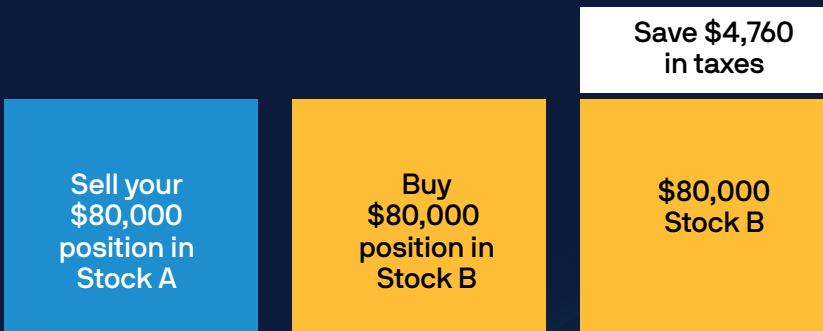 Save $4,760
in taxes
Sell your
$80,000
position in
Stock A
Buy
$80,000
position in
Stock B
$80,000
Stock B